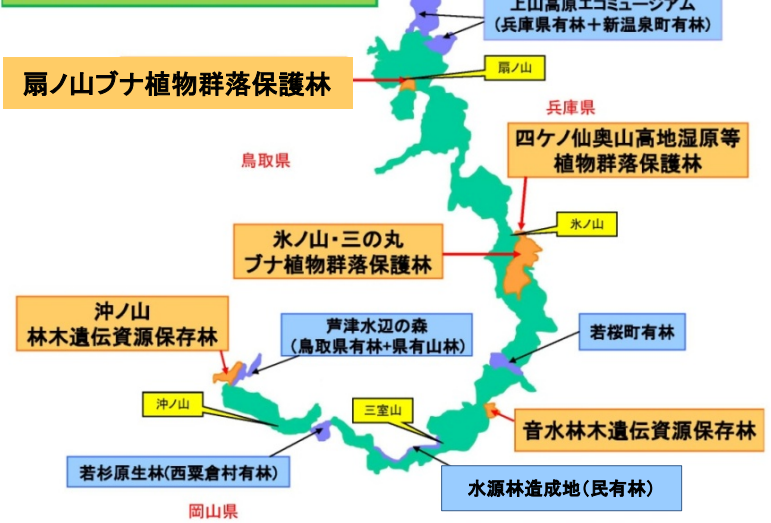 上山高原エコミュージアム
(兵庫県有林＋新温泉町有林)
扇ノ山
扇ノ山ブナ植物群落保護林
兵庫県
四ケノ仙奥山高地湿原等
植物群落保護林
鳥取県
氷ノ山
氷ノ山・三の丸
ブナ植物群落保護林
沖ノ山
林木遺伝資源保存林
芦津水辺の森
(鳥取県有林+県有山林)
若桜町有林
沖ノ山
三室山
音水林木遺伝資源保存林
若杉原生林(西粟倉村有林)
水源林造成地(民有林)
岡山県